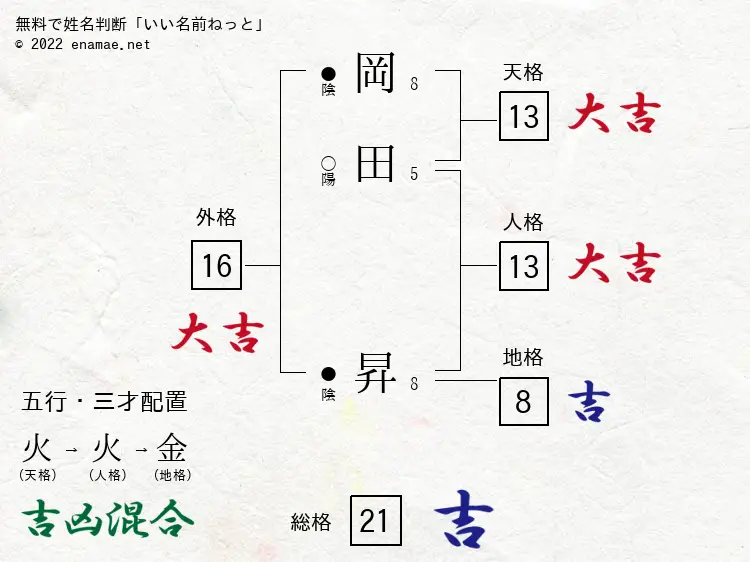 無料で姓名判断「いい名前ねっと」
© 2022 enamae.net
●陰 岡 8
○陽 田 5
●陰 昇 8
天格
13 大吉
人格
13 大吉
地格
8 吉
外格
16
大吉
五行・三才配置
火→火→金
(天格) (人格) (地格)
吉凶混合
総格 21 吉